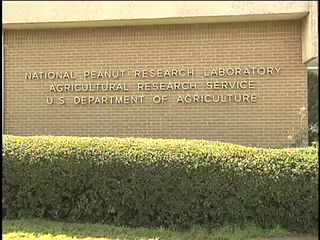 NATIONAL PEANUT RESEARCH LABORATORY
AGRICULTURAL RESEARCH SERVICE
U.S. DEPARTMENT OF AGRICULTURE